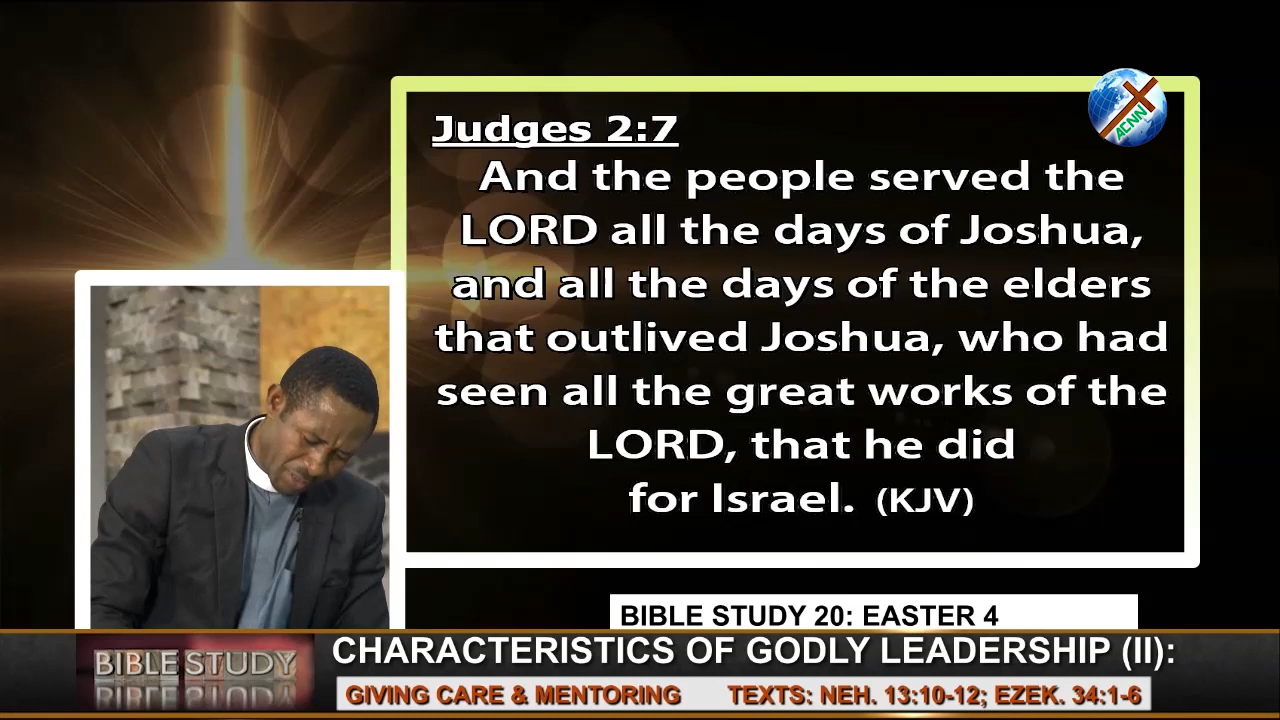 Judges 2:7
And the people served the
LORD all the days of Joshua,
and all the days of the elders
that outlived Joshua, who had
seen all the great works of the
LORD, that he did
for Israel. (KJV)
ACNN
BIBLE STUDY 20: EASTER 4
BIBLE STUDY
CHARACTERISTICS OF GODLY LEADERSHIP (II):
GIVING CARE & MENTORING TEXTS: NEH. 13:10-12; EZEK. 34:1-6